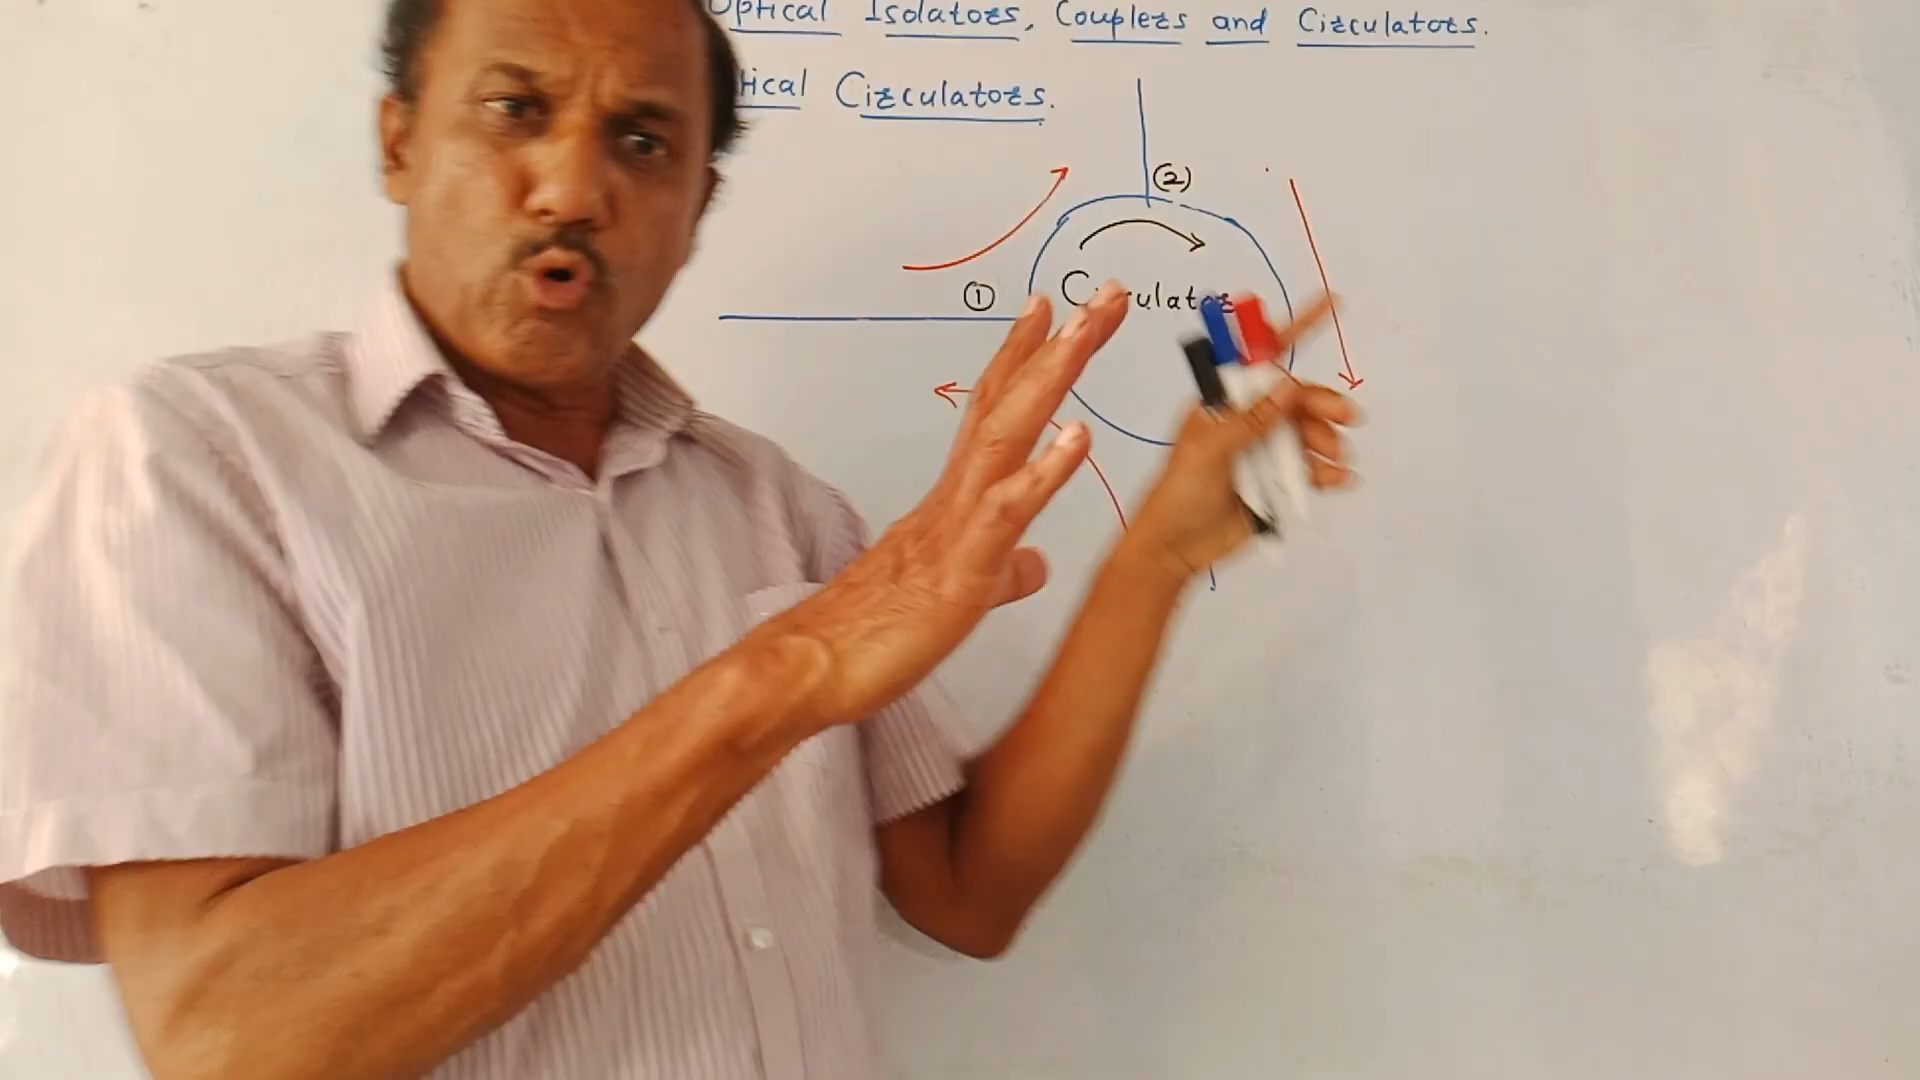 Optical Isolators, Couplers and Circulators.
tical Circulators.
②
①
Circulator